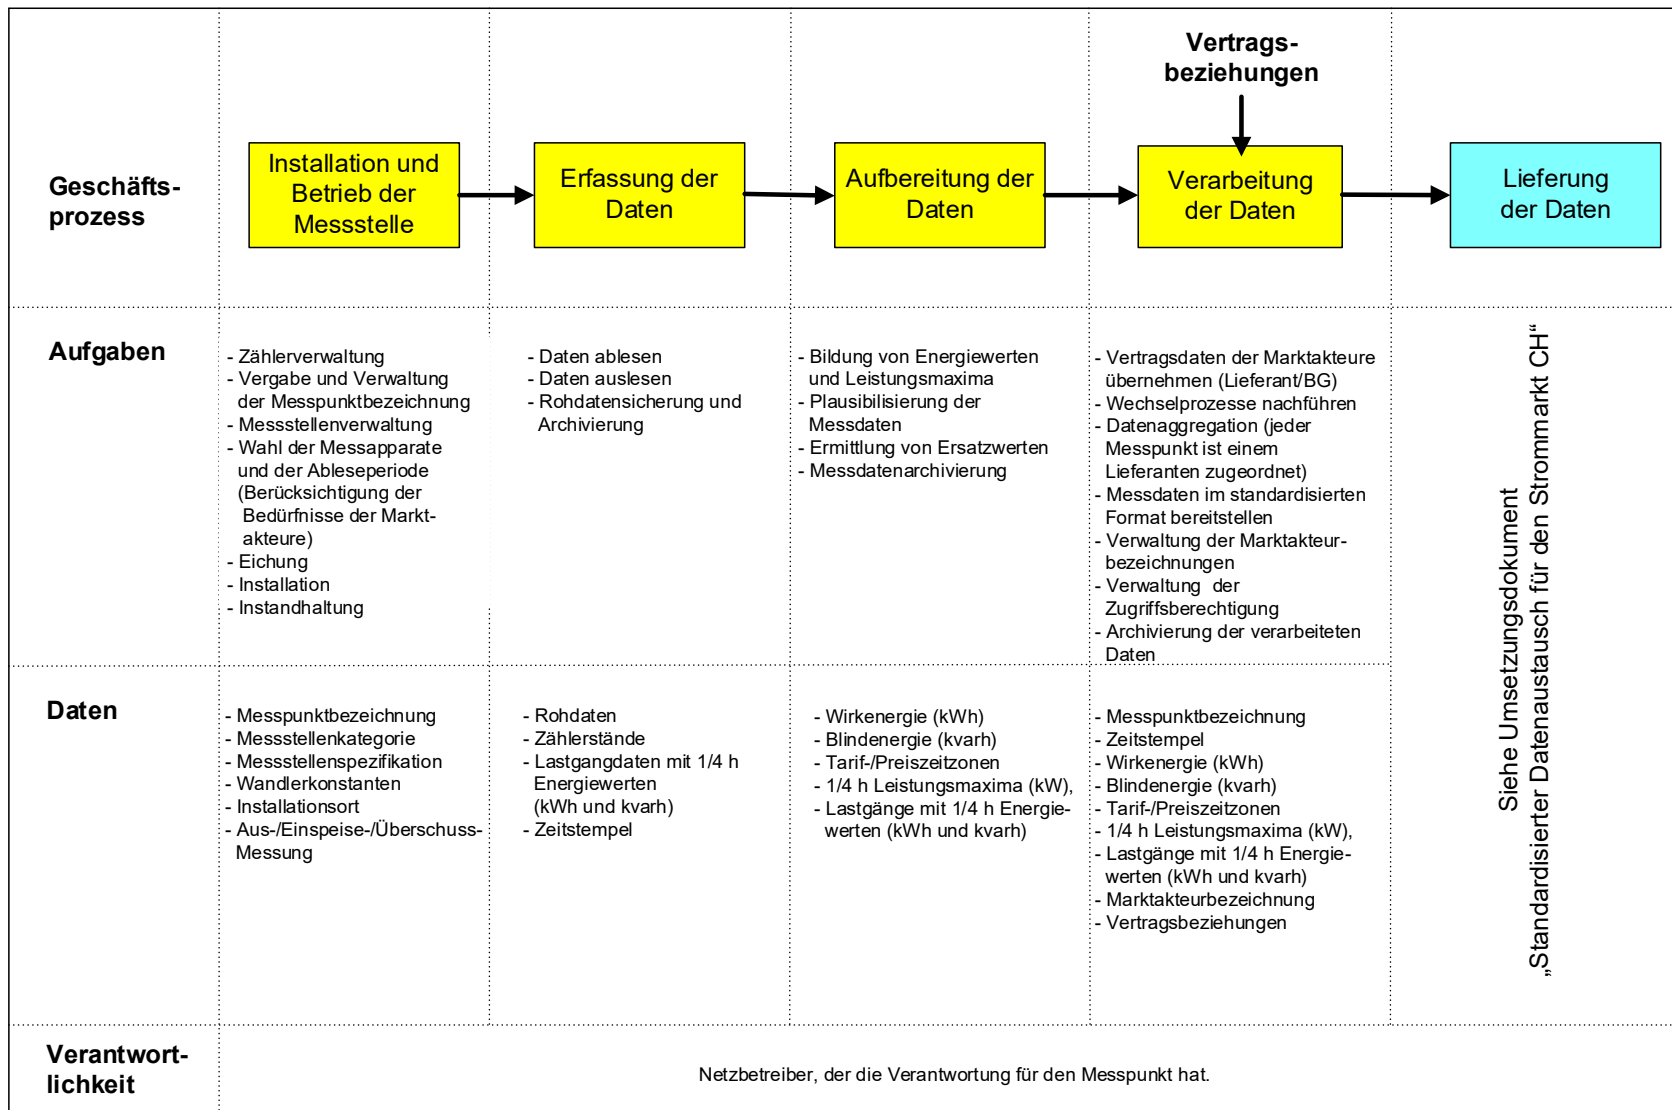 Vertrags-
beziehungen
Geschäfts-
prozess
Installation und
Betrieb der
Messstelle
Erfassung der
Daten
Aufbereitung der
Daten
Verarbeitung
der Daten
Lieferung
der Daten
Aufgaben
- Zählerverwaltung
- Vergabe und Verwaltung
der Messpunktbezeichnung
- Messstellenverwaltung
- Wahl der Messapparate
und der Ableseperiode
(Berücksichtigung der
Bedürfnisse der Markt-
akteure)
- Eichung
- Installation
- Instandhaltung
- Daten ablesen
- Daten auslesen
- Rohdatensicherung und
Archivierung
- Bildung von Energiewerten
und Leistungsmaxima
- Plausibilisierung der
Messdaten
- Ermittlung von Ersatzwerten
- Messdatenarchivierung
- Vertragsdaten der Marktakteure
übernehmen (Lieferant/BG)
- Wechselprozesse nachführen
- Datenaggregation (jeder
Messpunkt ist einem
Lieferanten zugeordnet)
- Messdaten im standardisierten
Format bereitstellen
- Verwaltung der Marktakteur-
bezeichnungen
- Verwaltung der
Zugriffsberechtigung
- Archivierung der verarbeiteten
Daten
Siehe Umsetzungsdokument
„Standardisierter Datenaustausch für den Strommarkt CH“
Daten
- Messpunktbezeichnung
- Messstellenkategorie
- Messstellenspezifikation
- Wandlerkonstanten
- Installationsort
- Aus-/Einspeise-/Überschuss-
Messung
- Rohdaten
- Zählerstände
- Lastgangdaten mit 1/4 h
Energiewerten
(kWh und kvarh)
- Zeitstempel
- Wirkenergie (kWh)
- Blindenergie (kvarh)
- Tarif-/Preiszeitzonen
- 1/4 h Leistungsmaxima (kW),
- Lastgänge mit 1/4 h Energie-
werten (kWh und kvarh)
- Messpunktbezeichnung
- Zeitstempel
- Wirkenergie (kWh)
- Blindenergie (kvarh)
- Tarif-/Preiszeitzonen
- 1/4 h Leistungsmaxima (kW),
- Lastgänge mit 1/4 h Energie-
werten (kWh und kvarh)
- Marktakteurbezeichnung
- Vertragsbeziehungen
Verantwort-
lichkeit
Netzbetreiber, der die Verantwortung für den Messpunkt hat.